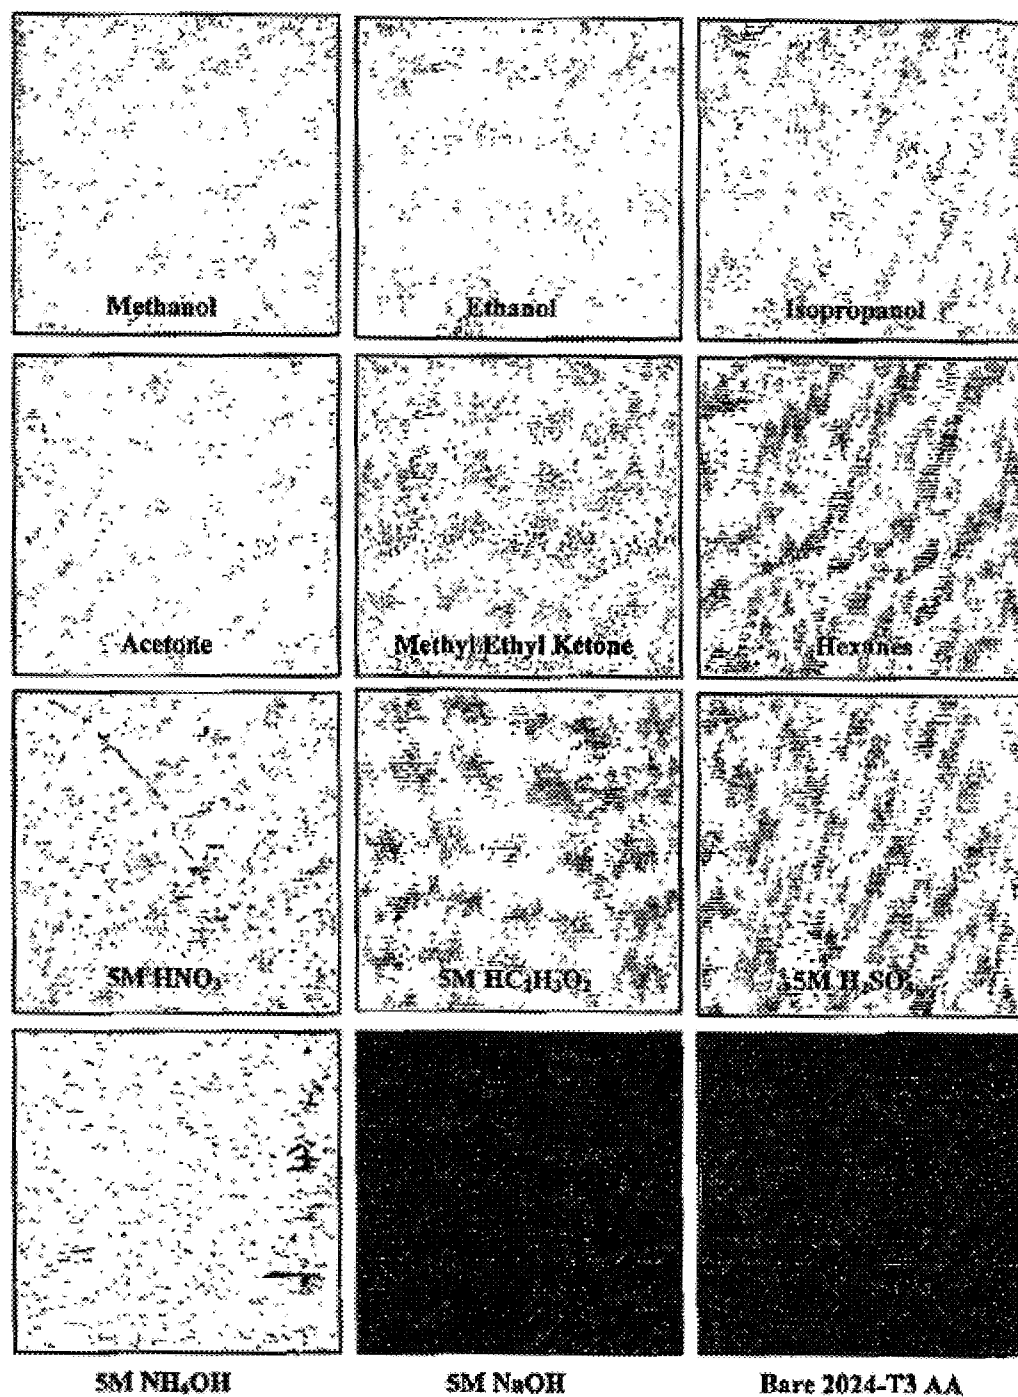 Methanol
Ethanol
Isopropanol
Acetone
Methyl Ethyl Ketone
Hexanes
5M HNO₃
5M HC₂H₃O₂
5M H₂SO₄
5M NH₄OH
5M NaOH
Bare 2024-T3 AA